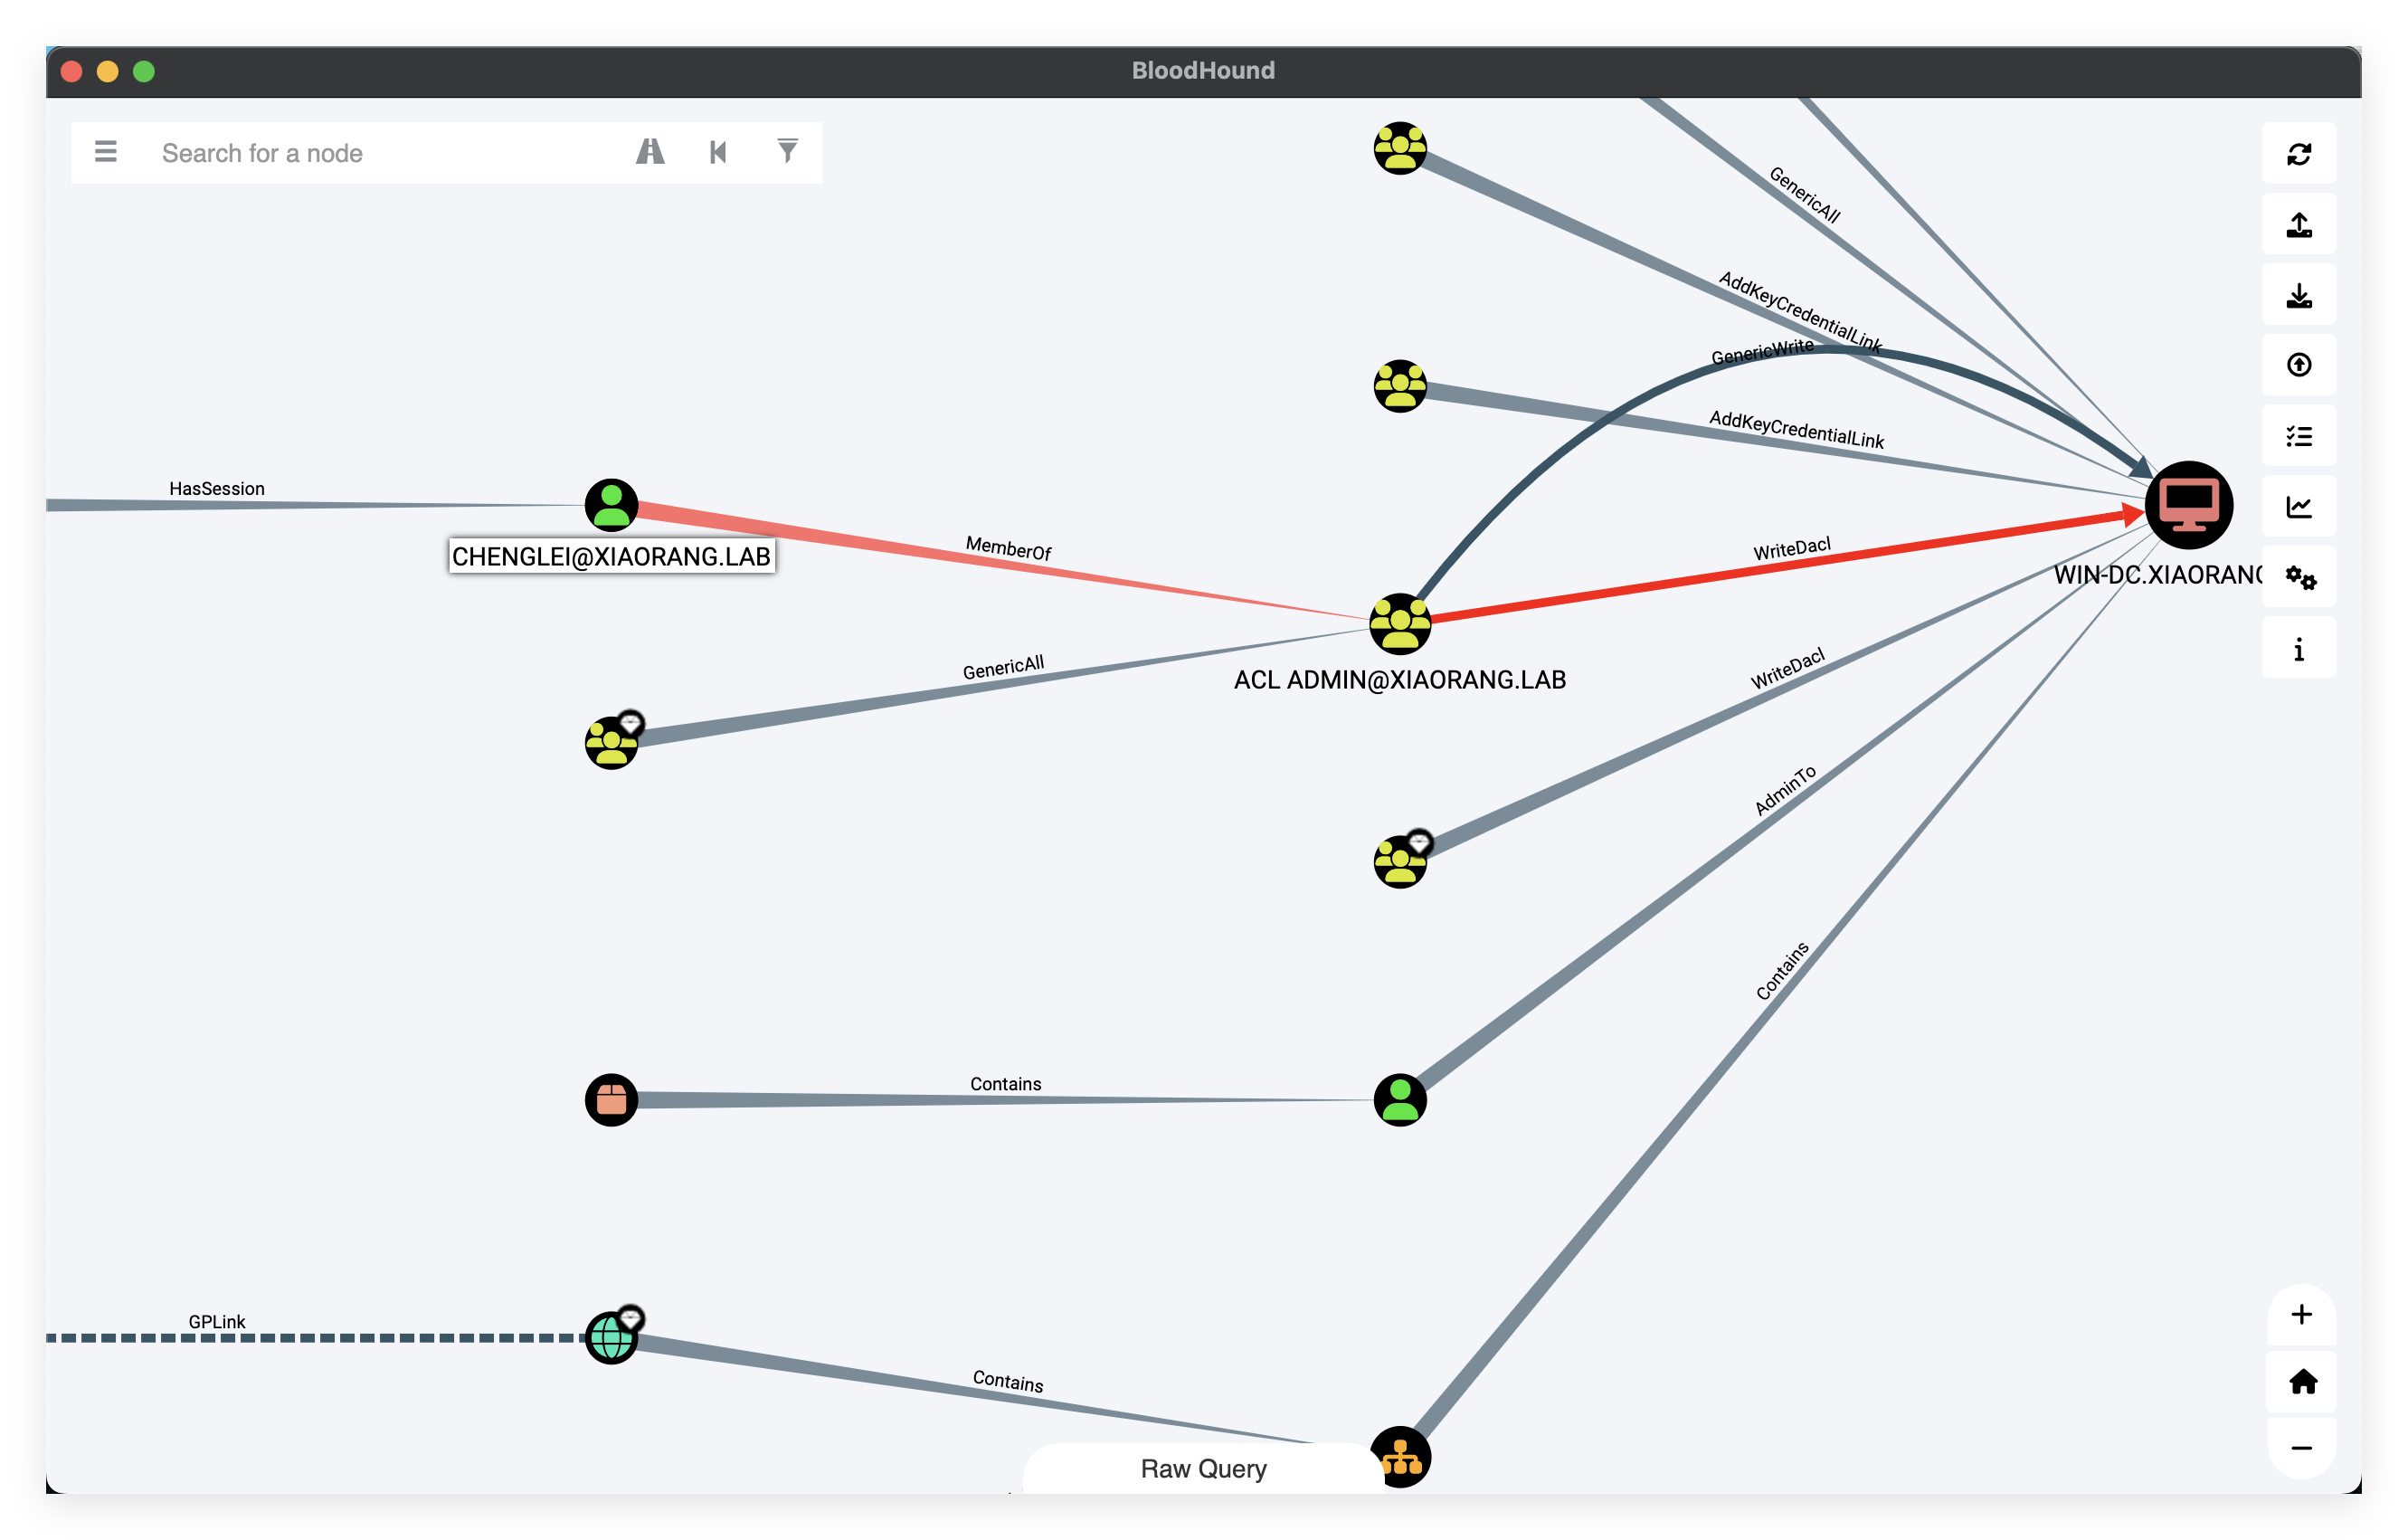 BloodHound
Search for a node
GenericAll
AddKeyCredentialLink
GenericWrite
AddKeyCredentialLink
HasSession
CHENGLEI@XIAORANG.LAB
MemberOf
WriteDacl
WIN-DC.XIAORANG
GenericAll
ACL ADMIN@XIAORANG.LAB
WriteDacl
AdminTo
Contains
Contains
GPLink
Contains
Raw Query